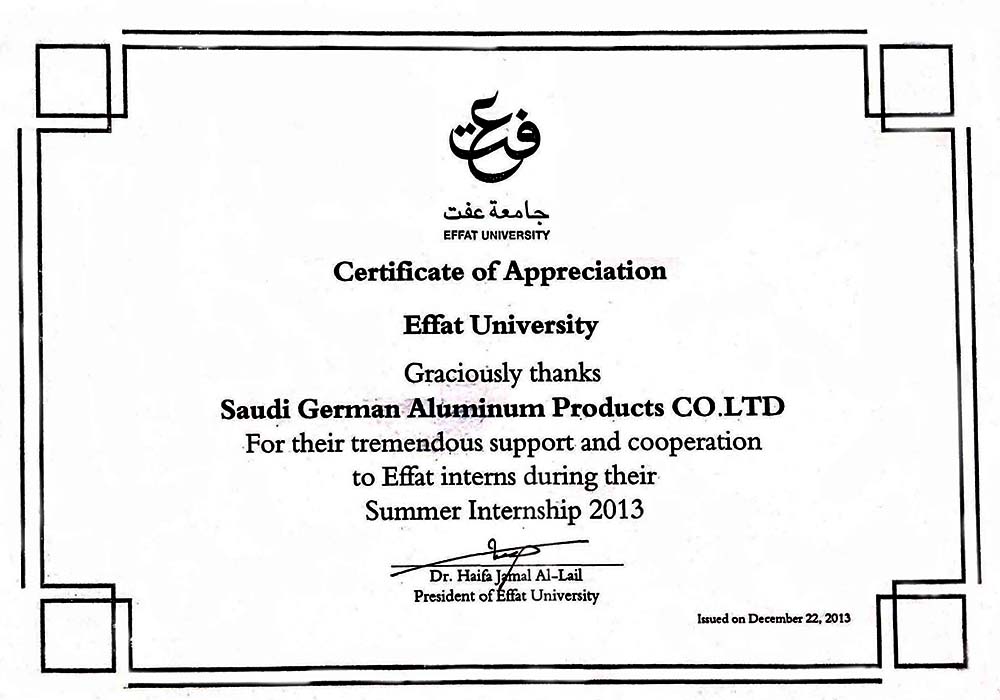 عفت
جامعة عفت
EFFAT UNIVERSITY
Certificate of Appreciation
Effat University
Graciously thanks
Saudi German Aluminum Products CO.LTD
For their tremendous support and cooperation
to Effat interns during their
Summer Internship 2013
Dr. Haifa Jamal Al-Lail
President of Effat University
Issued on December 22, 2013